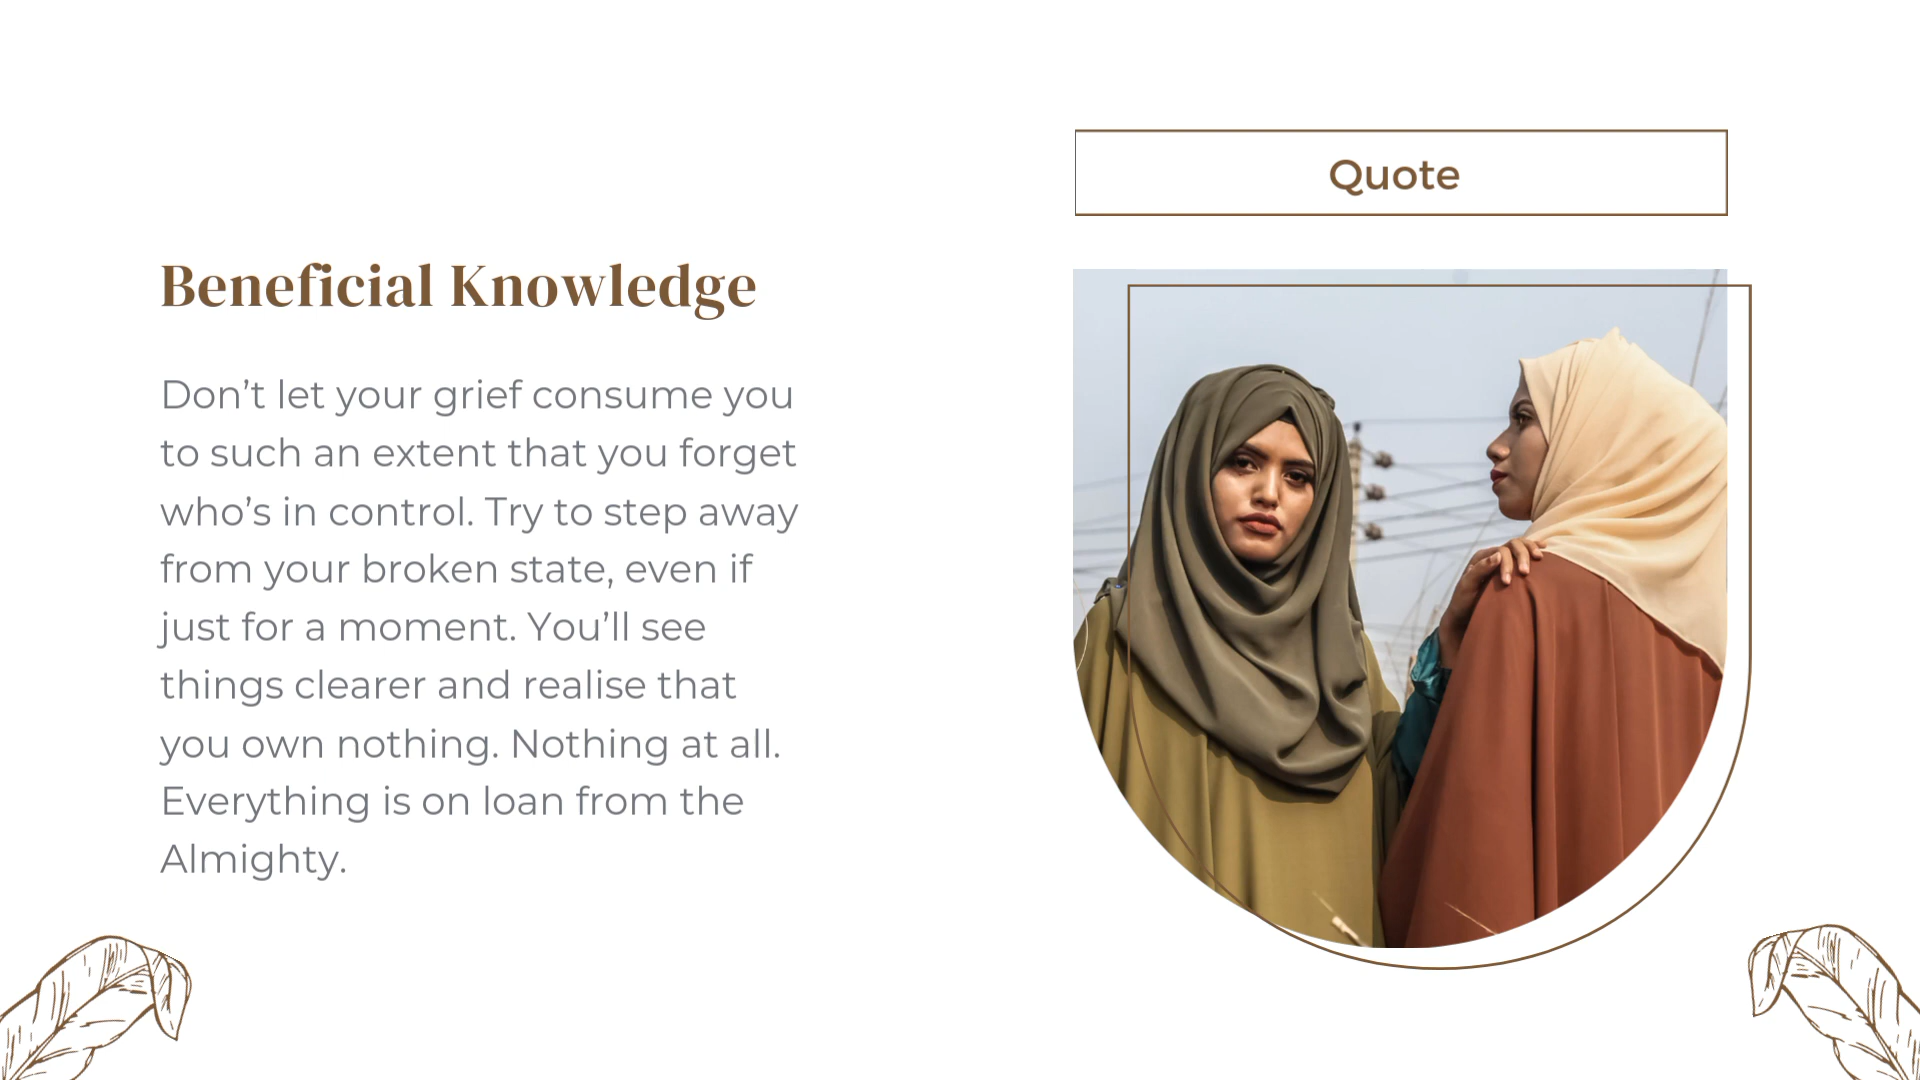 Quote
Beneficial Knowledge
Don’t let your grief consume you
to such an extent that you forget
who’s in control. Try to step away
from your broken state, even if
just for a moment. You’ll see
things clearer and realise that
you own nothing. Nothing at all.
Everything is on loan from the
Almighty.